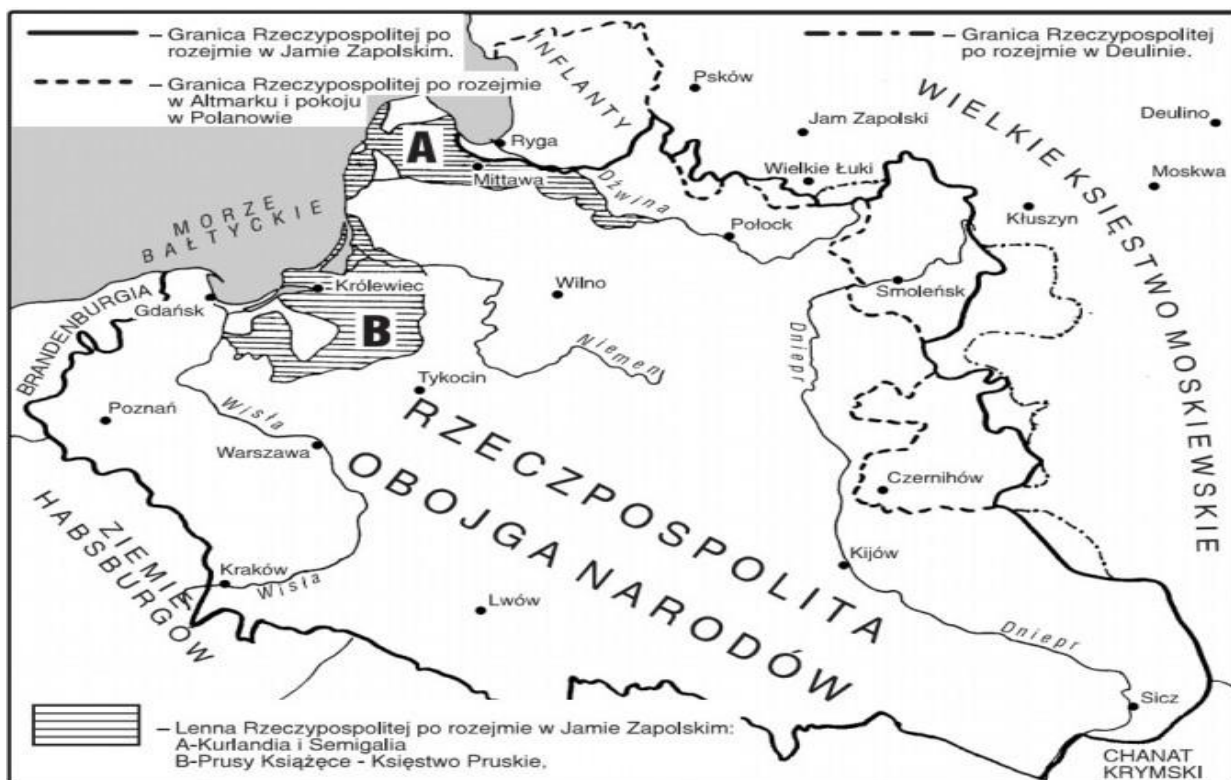 – Granica Rzeczypospolitej po
rozejmie w Jamie Zapolskim.
– Granica Rzeczypospolitej po rozejmie
w Altmarku i pokoju
w Polanowie
– Granica Rzeczypospolitej
po rozejmie w Deulinie.
INFLANTY
Psków
Jam Zapolski
Deulino
WIELKIE KSIĘSTWO MOSKIEWSKIE
A
Ryga
Mittawa
Wielkie Łuki
Moskwa
Dźwina
Kłuszyn
MORZE
BAŁTYCKIE
Połock
Królewiec
Wilno
Smoleńsk
BRANDENBURGIA
Gdańsk
B
Niemen
Dniepr
Tykocin
Poznań
Wisła
Warszawa
RZECZPOSPOLITA
OBOJGA NARODÓW
Czernihów
ZIEMIE
HABSBURGÓW
Kraków
Wisła
Kijów
Lwów
Dniepr
Sicz
– Lenna Rzeczypospolitej po rozejmie w Jamie Zapolskim:
A-Kurlandia i Semigalia
B-Prusy Książęce - Księstwo Pruskie,
CHANAT
KRYMSKI